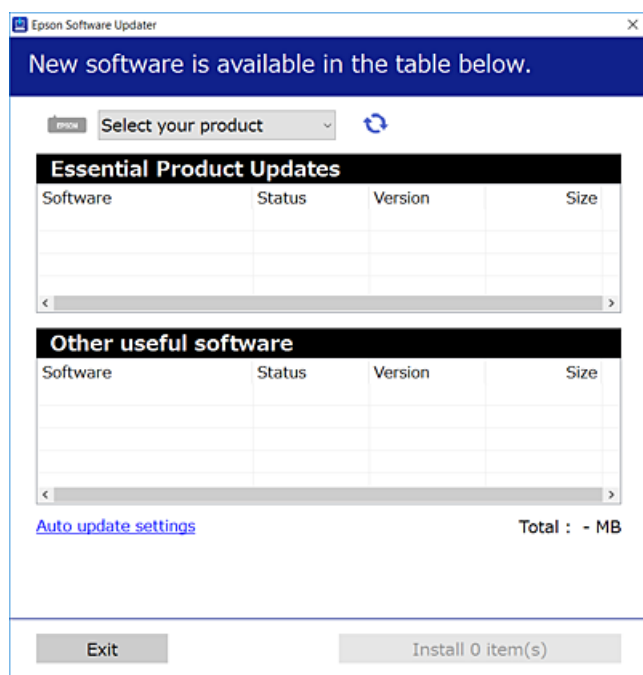 Epson Software Updater
New software is available in the table below.
EPSON Select your product
Essential Product Updates
Software Status Version Size
Other useful software
Software Status Version Size
Auto update settings Total : - MB
Exit Install 0 item(s)